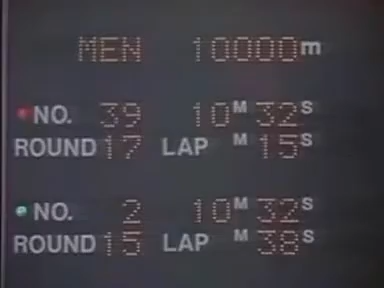 MEN 10000m
NO. 39 10M 32S
ROUND 17 LAP M 15S
NO. 2 10M 32S
ROUND 15 LAP M 38S